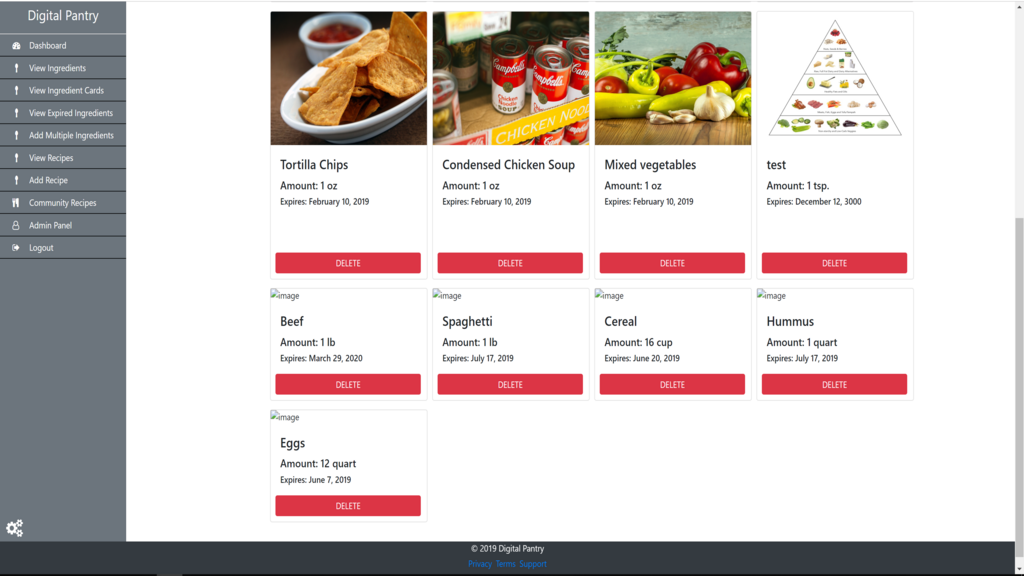 Digital Pantry
Dashboard
View Ingredients
View Ingredient Cards
View Expired Ingredients
Add Multiple Ingredients
View Recipes
Add Recipe
Community Recipes
Admin Panel
Logout
Campbell's
Chicken Noodle
SOUP
CHICKEN NOO
Tortilla Chips
Amount: 1 oz
Expires: February 10, 2019
DELETE
Condensed Chicken Soup
Amount: 1 oz
Expires: February 10, 2019
DELETE
Mixed vegetables
Amount: 1 oz
Expires: February 10, 2019
DELETE
test
Amount: 1 tsp.
Expires: December 12, 3000
DELETE
image
Beef
Amount: 1 lb
Expires: March 29, 2020
DELETE
image
Spaghetti
Amount: 1 lb
Expires: July 17, 2019
DELETE
image
Cereal
Amount: 16 cup
Expires: June 20, 2019
DELETE
image
Hummus
Amount: 1 quart
Expires: July 17, 2019
DELETE
image
Eggs
Amount: 12 quart
Expires: June 7, 2019
DELETE
© 2019 Digital Pantry
Privacy Terms Support